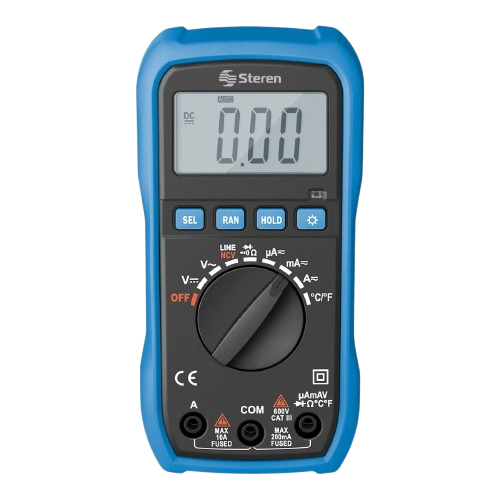 Steren
AUTO
DC
0.00
SEL RAN HOLD
LINE
NCV
Ω
µA
V~
mA
V
A
OFF
°C/°F
CE
A
COM
µAmAV
Ω°C°F
600V
CAT III
MAX
10A
FUSED
MAX
200mA
FUSED